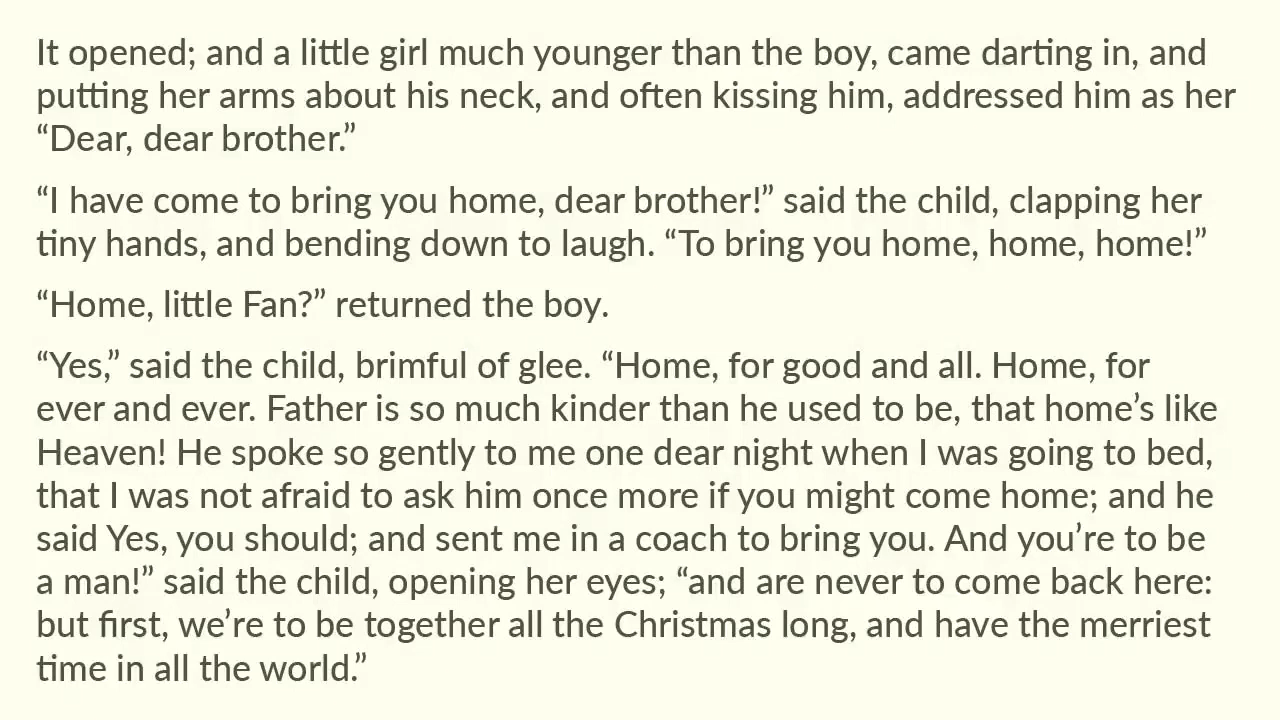 It opened; and a little girl much younger than the boy, came darting in, and
putting her arms about his neck, and often kissing him, addressed him as her
“Dear, dear brother.”
“I have come to bring you home, dear brother!” said the child, clapping her
tiny hands, and bending down to laugh. “To bring you home, home, home!”
“Home, little Fan?” returned the boy.
“Yes,” said the child, brimful of glee. “Home, for good and all. Home, for
ever and ever. Father is so much kinder than he used to be, that home’s like
Heaven! He spoke so gently to me one dear night when I was going to bed,
that I was not afraid to ask him once more if you might come home; and he
said Yes, you should; and sent me in a coach to bring you. And you’re to be
a man!” said the child, opening her eyes; “and are never to come back here:
but first, we’re to be together all the Christmas long, and have the merriest
time in all the world.”